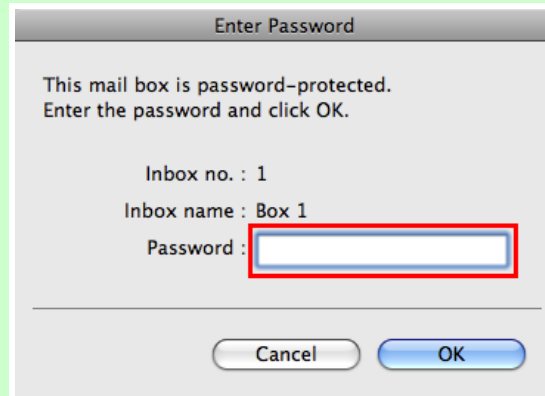 Enter Password
This mail box is password-protected.
Enter the password and click OK.
Inbox no. : 1
Inbox name : Box 1
Password :
Cancel OK